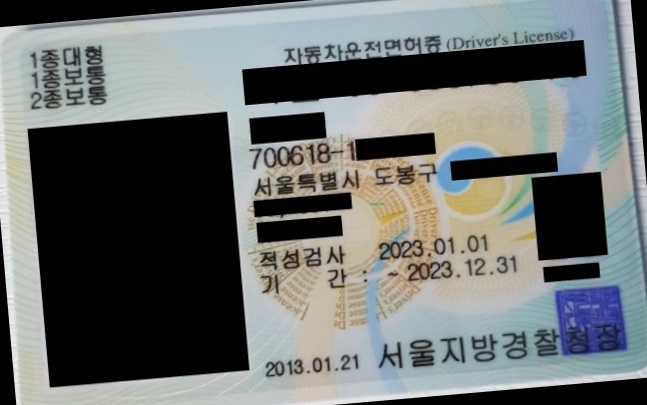 1종대형
1종보통
2종보통
자동차운전면허증 (Driver's License)
700618-1
서울특별시 도봉구
적성검사 2023.01.01
기 간 : ~ 2023.12.31
2013.01.21 서울지방경찰청장